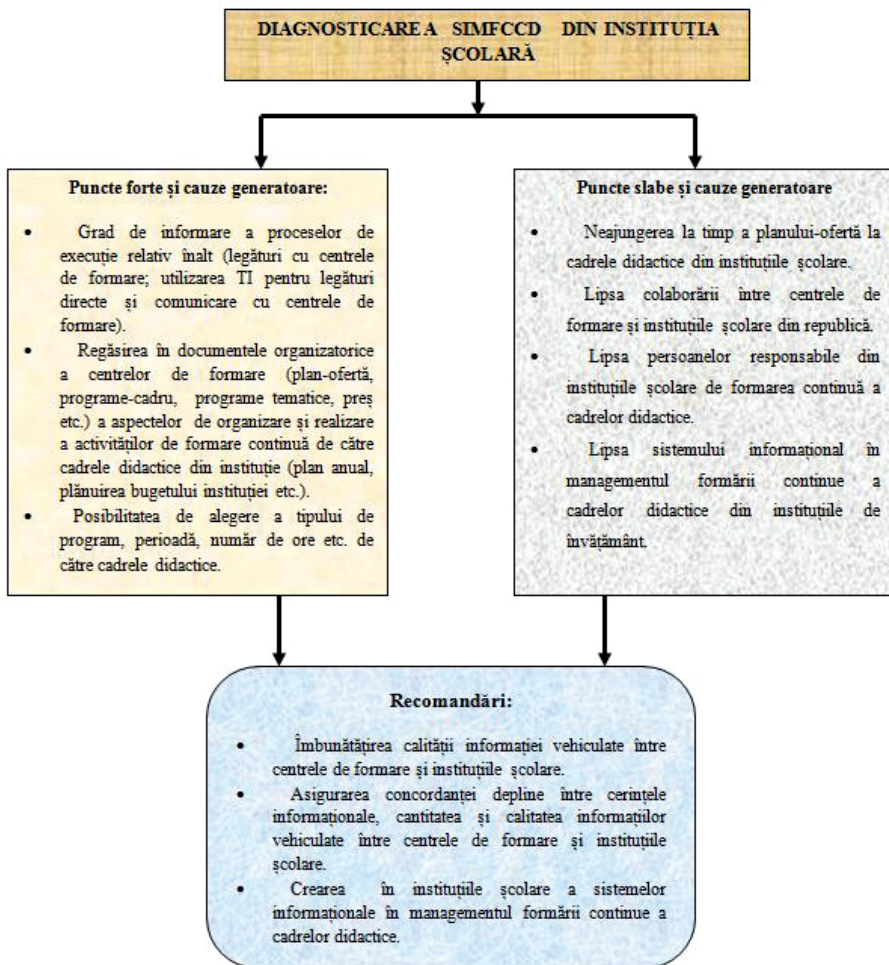 DIAGNOSTICAREA SIMFCCD DIN INSTITUȚIA
ȘCOLARĂ
Puncte forte și cauze generatoare:
• Grad de informare a proceselor de
execuție relativ înalt (legături cu centrele
de formare; utilizarea TI pentru legături
directe și comunicare cu centrele de
formare).
• Regăsirea în documentele organizatorice
a centrelor de formare (plan-ofertă,
programe-cadru, programe tematice, preș
etc.) a aspectelor de organizare și realizare
a activităților de formare continuă de către
cadrele didactice din instituție (plan anual,
plănuirea bugetului instituției etc.).
• Posibilitatea de alegere a tipului de
program, perioadă, număr de ore etc. de
către cadrele didactice.
Puncte slabe și cauze generatoare
• Neajungerea la timp a planului-ofertă la
cadrele didactice din instituțiile școlare.
• Lipsa colaborării între centrele de
formare și instituțiile școlare din republică.
• Lipsa persoanelor responsabile din
instituțiile școlare de formarea continuă a
cadrelor didactice.
• Lipsa sistemului informațional în
managementul formării continue a
cadrelor didactice din instituțiile de
învățământ.
Recomandări:
• Îmbunătățirea calității informației vehiculate între
centrele de formare și instituțiile școlare.
• Asigurarea concordanței depline între cerințele
informaționale, cantitatea și calitatea informațiilor
vehiculate între centrele de formare și instituțiile
școlare.
• Crearea în instituțiile școlare a sistemelor
informaționale în managementul formării continue a
cadrelor didactice.